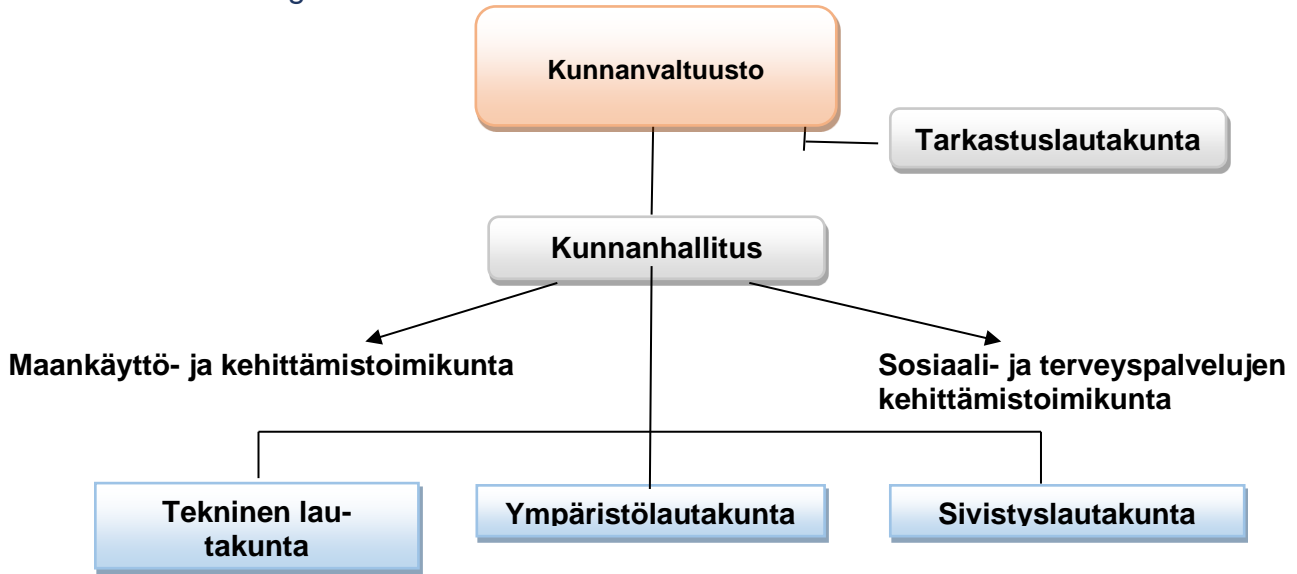 g
Kunnanvaltuusto
Tarkastuslautakunta
Kunnanhallitus
Maankäyttö- ja kehittämistoimikunta
Sosiaali- ja terveyspalvelujen
kehittämistoimikunta
Tekninen lau-
takunta
Ympäristölautakunta
Sivistyslautakunta